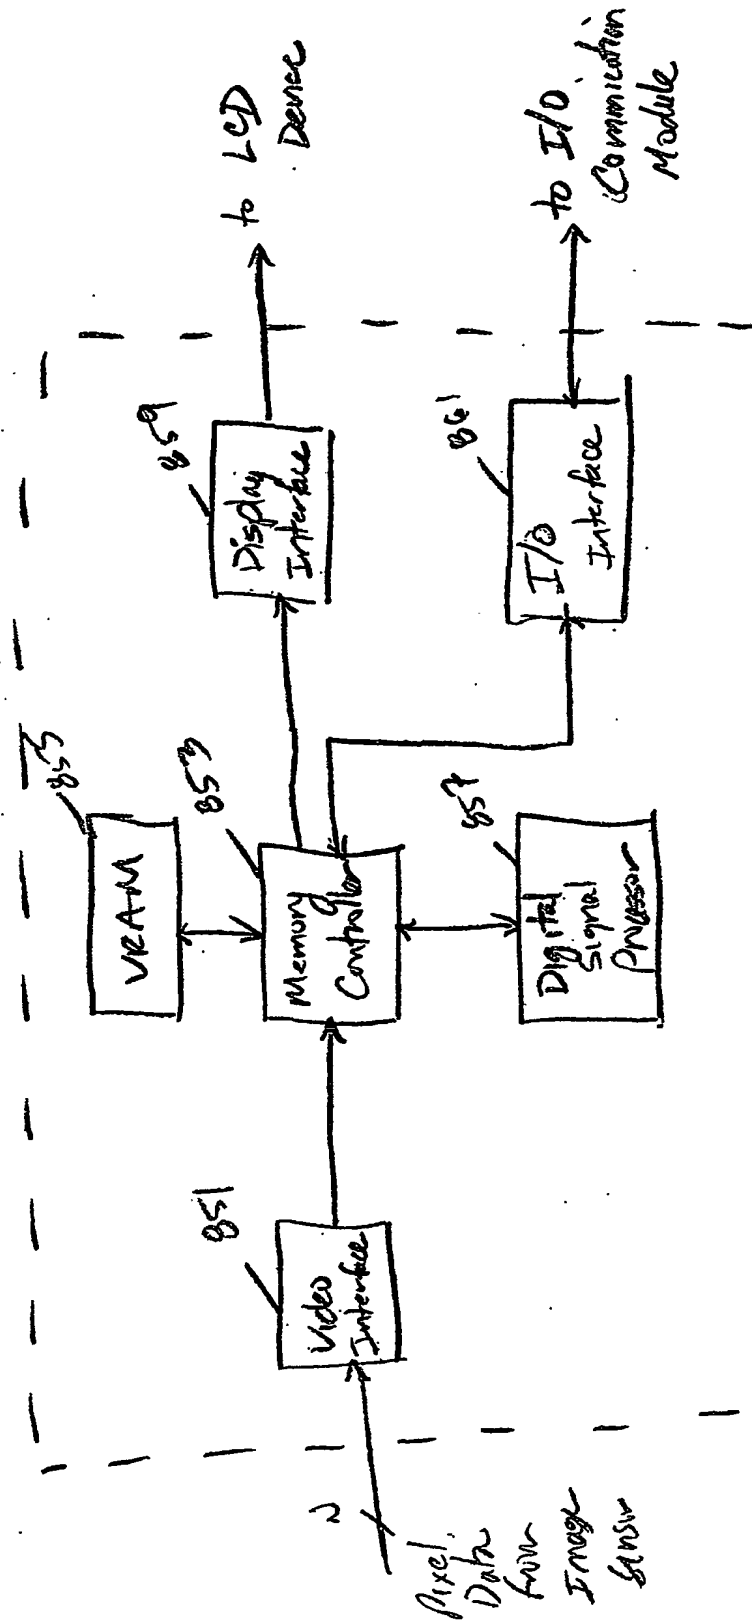 Pixel
Data
from
Image
Sensor
N
Video
Interface
851
VRAM
855
Memory
Controller
853
Digital
Signal
Processor
857
Display
Interface
859
to LCD
Device
I/O
Interface
861
to I/O
Communication
Module